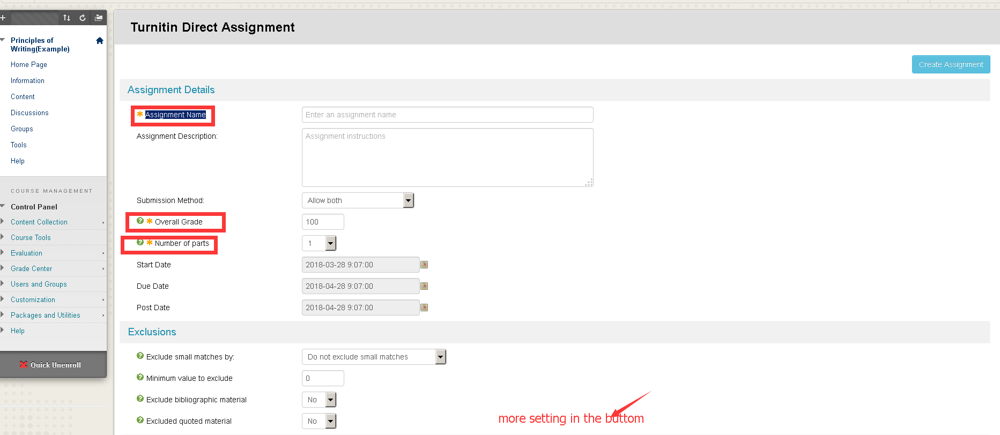 Turnitin Direct Assignment
Principles of
Writing(Example)
Home Page
Information
Content
Discussions
Groups
Tools
Help
COURSE MANAGEMENT
Control Panel
Content Collection
Course Tools
Evaluation
Grade Center
Users and Groups
Customization
Packages and Utilities
Help
Quick Unenroll
Create Assignment
Assignment Details
* Assignment Name Enter an assignment name
Assignment Description: Assignment instructions
Submission Method: Allow both
? * Overall Grade 100
? * Number of parts 1
Start Date 2018-03-28 9:07:00
Due Date 2018-04-28 9:07:00
Post Date 2018-04-28 9:07:00
Exclusions
? Exclude small matches by: Do not exclude small matches
? Minimum value to exclude 0
? Exclude bibliographic material No
? Excluded quoted material No
more setting in the buttom